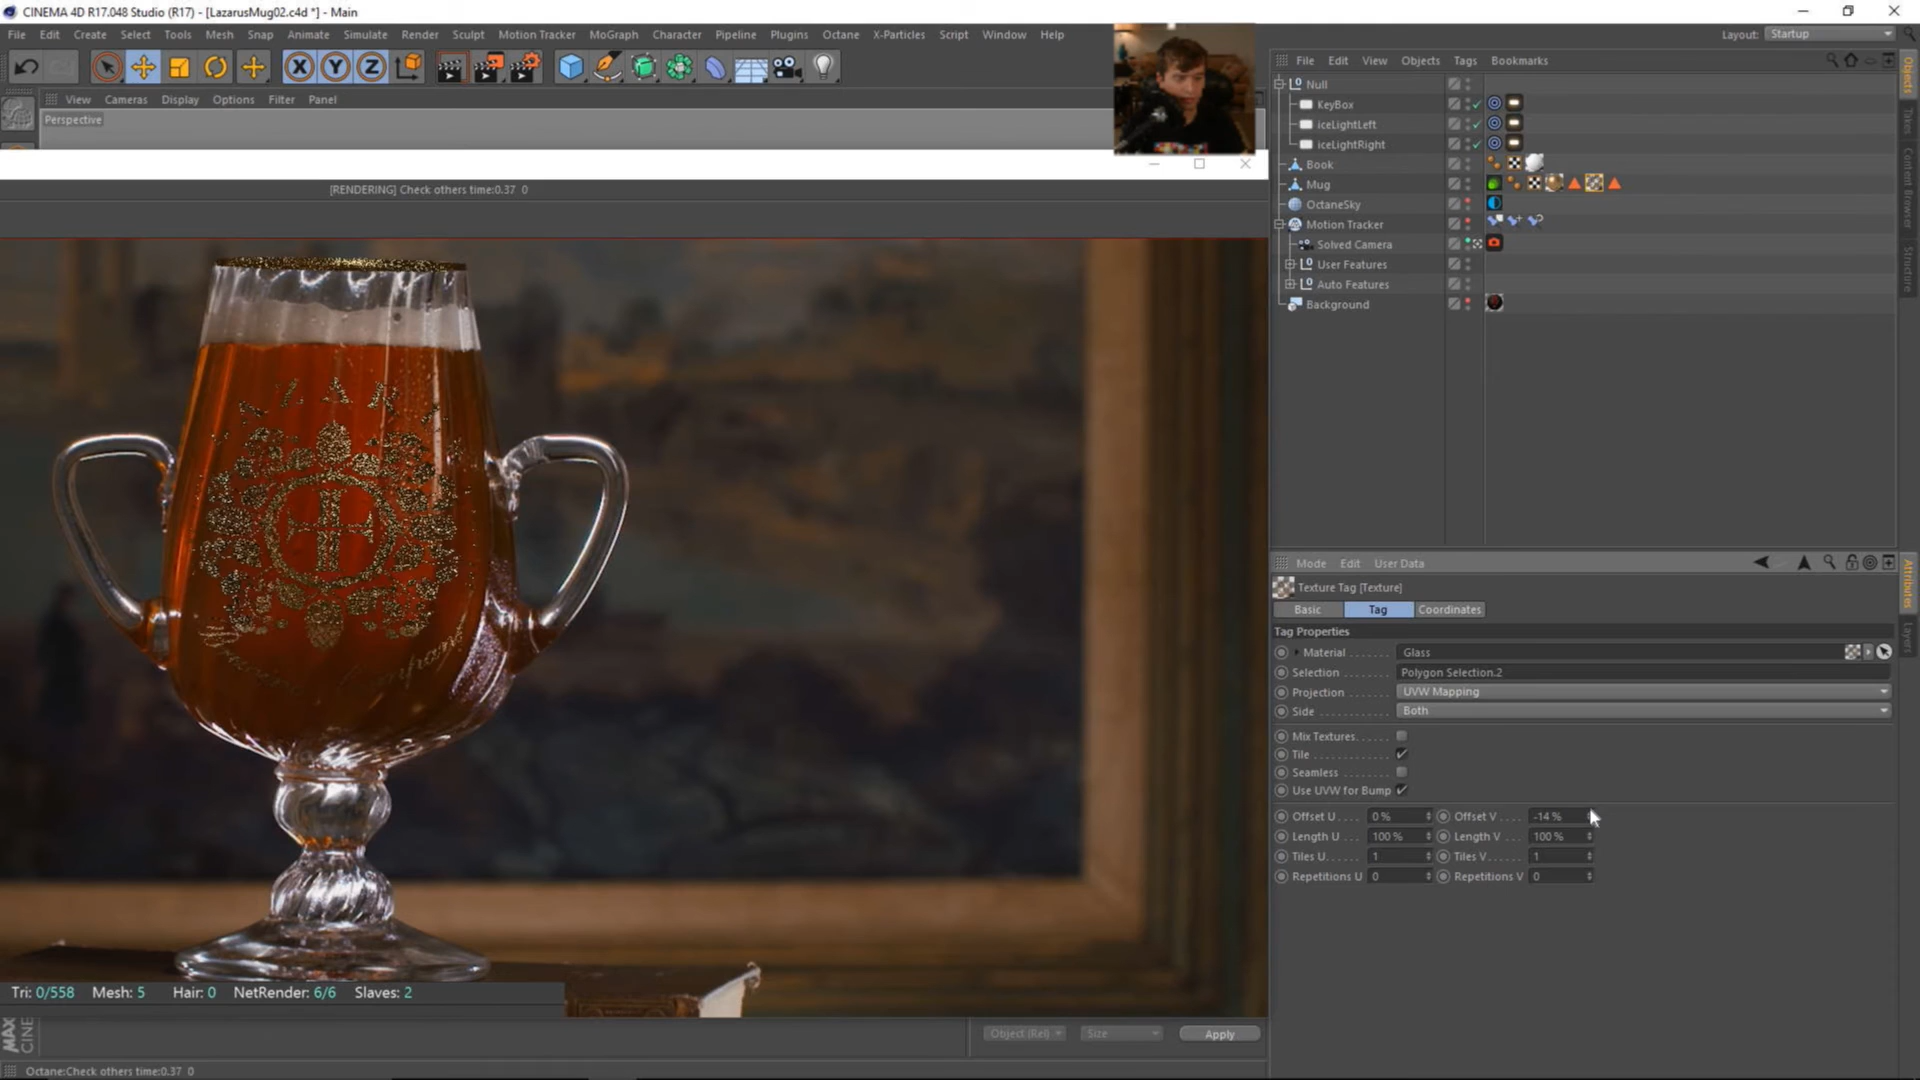 CINEMA 4D R17.048 Studio (R17) - [LazarusMug02.c4d *] - Main
File Edit Create Select Tools Mesh Snap Animate Simulate Render Sculpt Motion Tracker MoGraph Character Pipeline Plugins Octane X-Particles Script Window Help
Layout: Startup
X Y Z
File Edit View Objects Tags Bookmarks
View Cameras Display Options Filter Panel
Perspective
[RENDERING] Check others time:0.37 0
Null
KeyBox
iceLightLeft
iceLightRight
Book
Mug
OctaneSky
Motion Tracker
Solved Camera
User Features
Auto Features
Background
Objects
Takes
Content Browser
Structure
Mode Edit User Data
Texture Tag [Texture]
Basic Tag Coordinates
Tag Properties
Material . . . . . . . Glass
Selection . . . . . . . . Polygon Selection.2
Projection . . . . . . . UVW Mapping
Side . . . . . . . . . . . . Both
Mix Textures. . . . .
Tile . . . . . . . . . . . .
Seamless . . . . . . . .
Use UVW for Bump
Offset U . . . . 0 % Offset V . . . . -14 %
Length U . . . 100 % Length V . . . . 100 %
Tiles U. . . . . . 1 Tiles V. . . . . . 1
Repetitions U 0 Repetitions V 0
Attributes
Layers
Tri: 0/558 Mesh: 5 Hair: 0 NetRender: 6/6 Slaves: 2
Object (Rel) Size Apply
Octane:Check others time:0.37 0